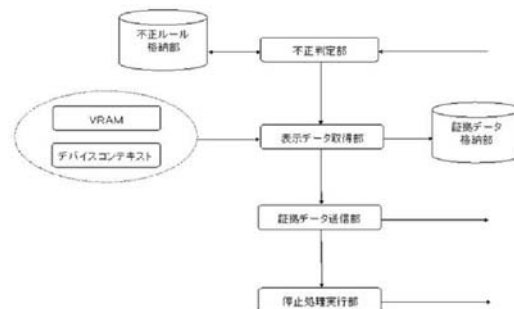 不正ルール
格納部
不正判定部
VRAM
デバイスコンテキスト
表示データ取得部
証拠データ
格納部
証拠データ送信部
停止処理実行部